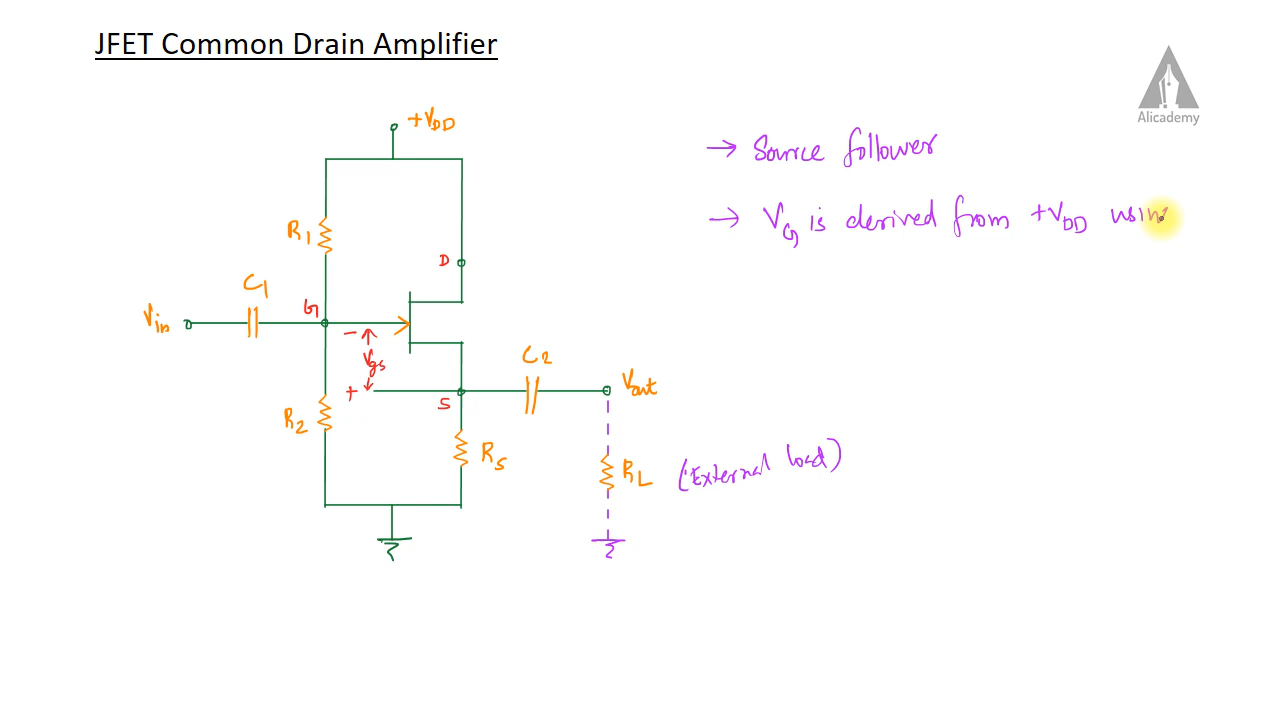 JFET Common Drain Amplifier
Alicademy
+VDD
→ Source follower
→ VG is derived from +VDD using
R1
D
C1
G
Vin
-
Vgs
+
C2
S
Vout
R2
RS
RL (External load)